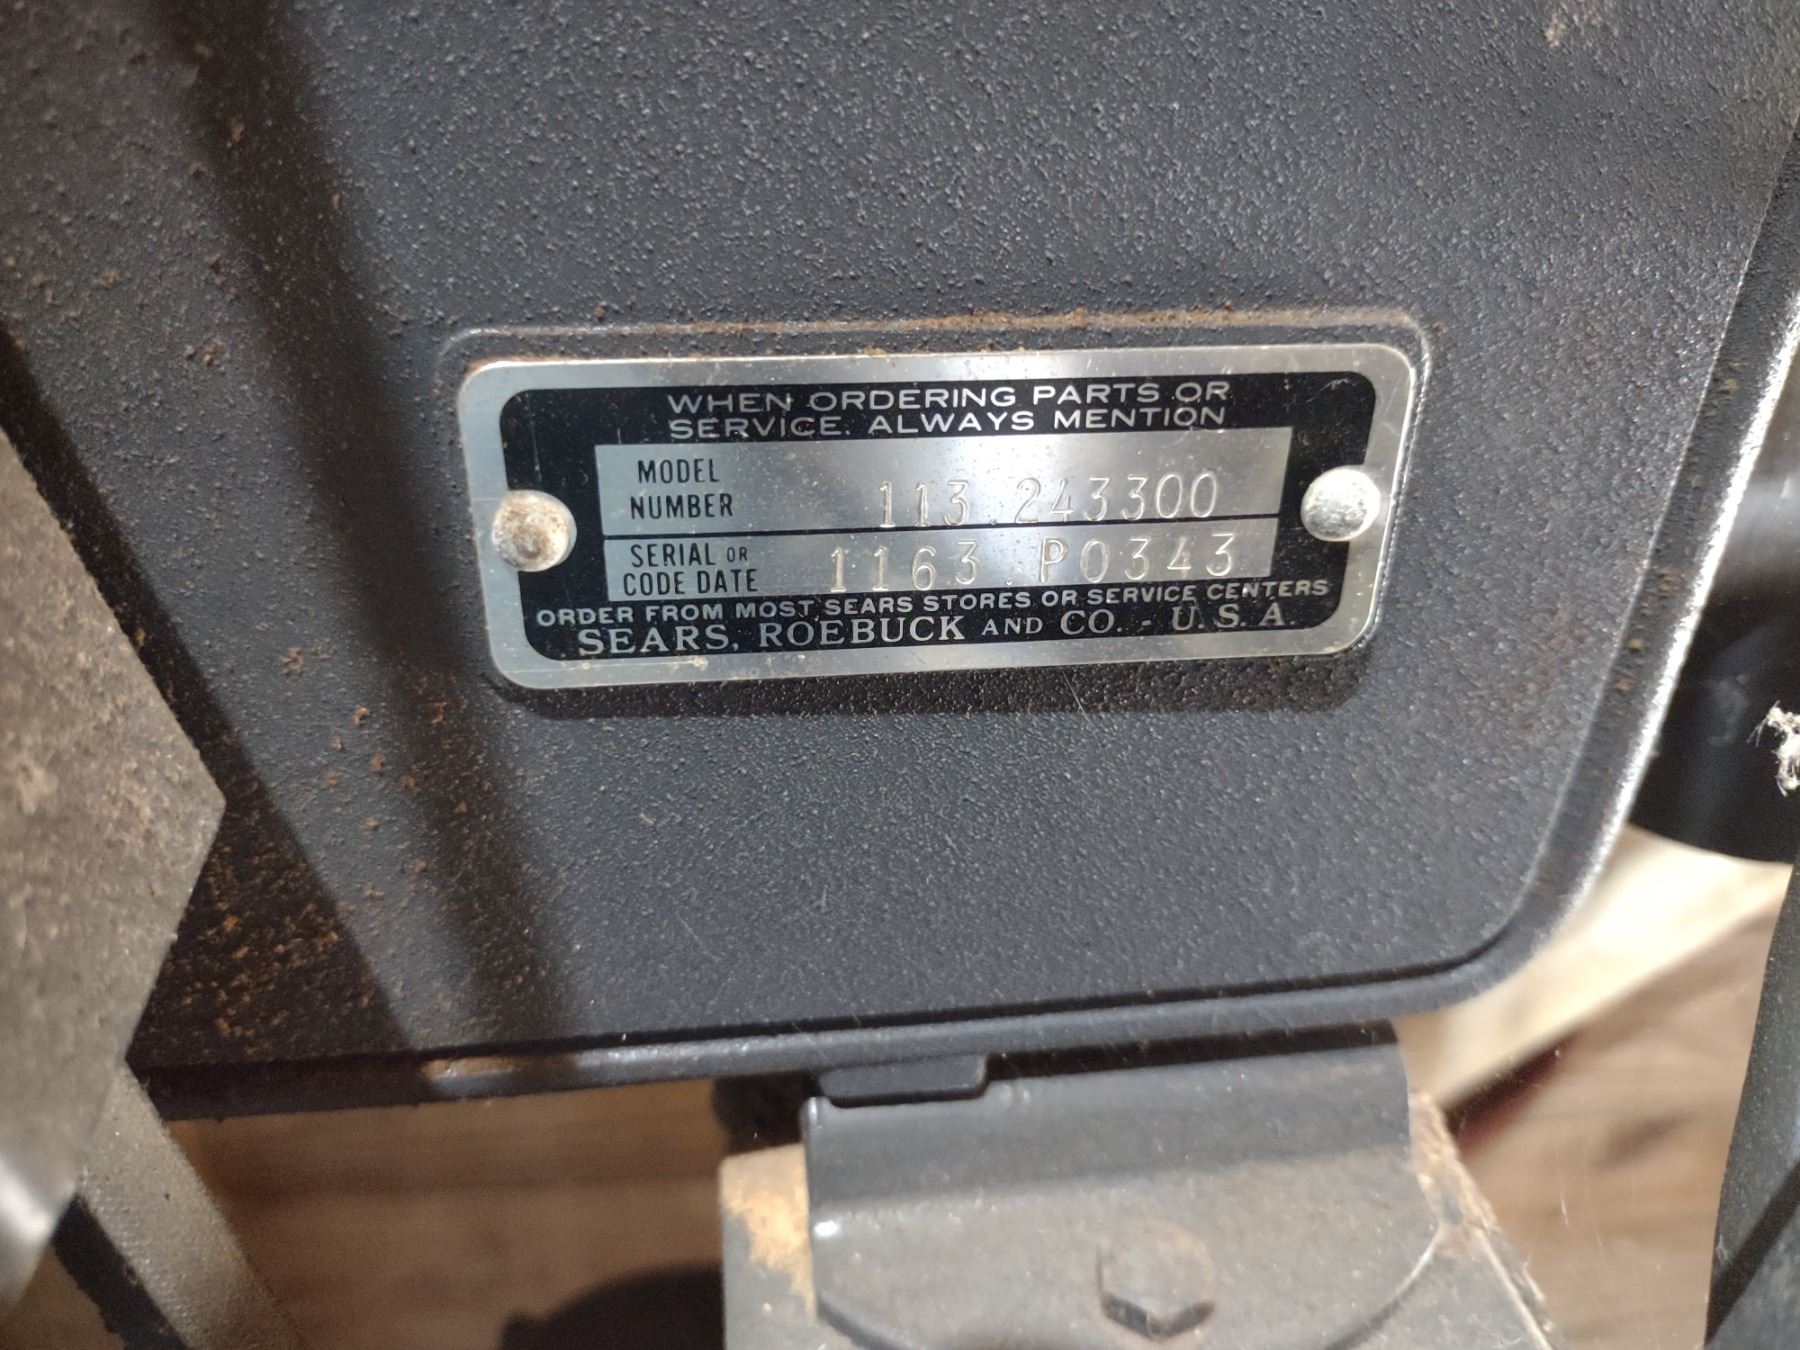 WHEN ORDERING PARTS OR
SERVICE, ALWAYS MENTION
MODEL
NUMBER 113.243300
SERIAL OR
CODE DATE 1163.P0343
ORDER FROM MOST SEARS STORES OR SERVICE CENTERS
SEARS, ROEBUCK AND CO. - U.S.A.